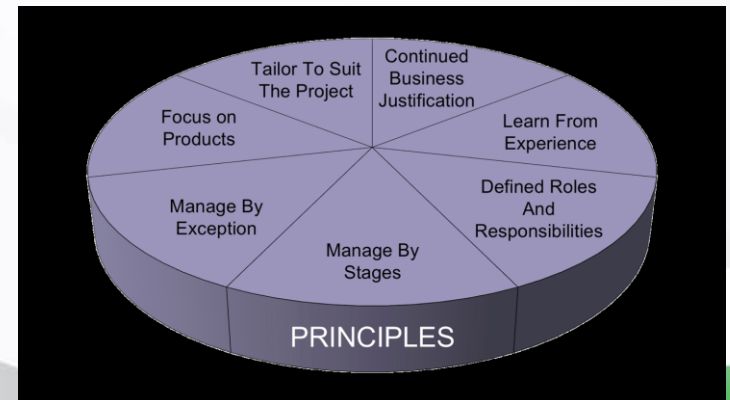 Continued
Business
Justification
Learn From
Experience
Defined Roles
And
Responsibilities
Manage By
Stages
Manage By
Exception
Focus on
Products
Tailor To Suit
The Project
PRINCIPLES